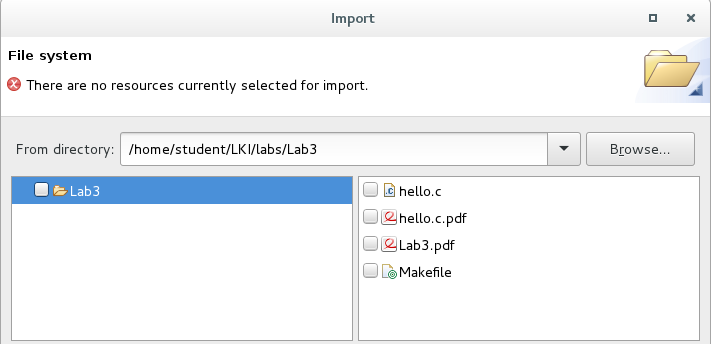 Import
File system
There are no resources currently selected for import.
From directory: /home/student/LKI/labs/Lab3 Browse...
Lab3
hello.c
hello.c.pdf
Lab3.pdf
Makefile